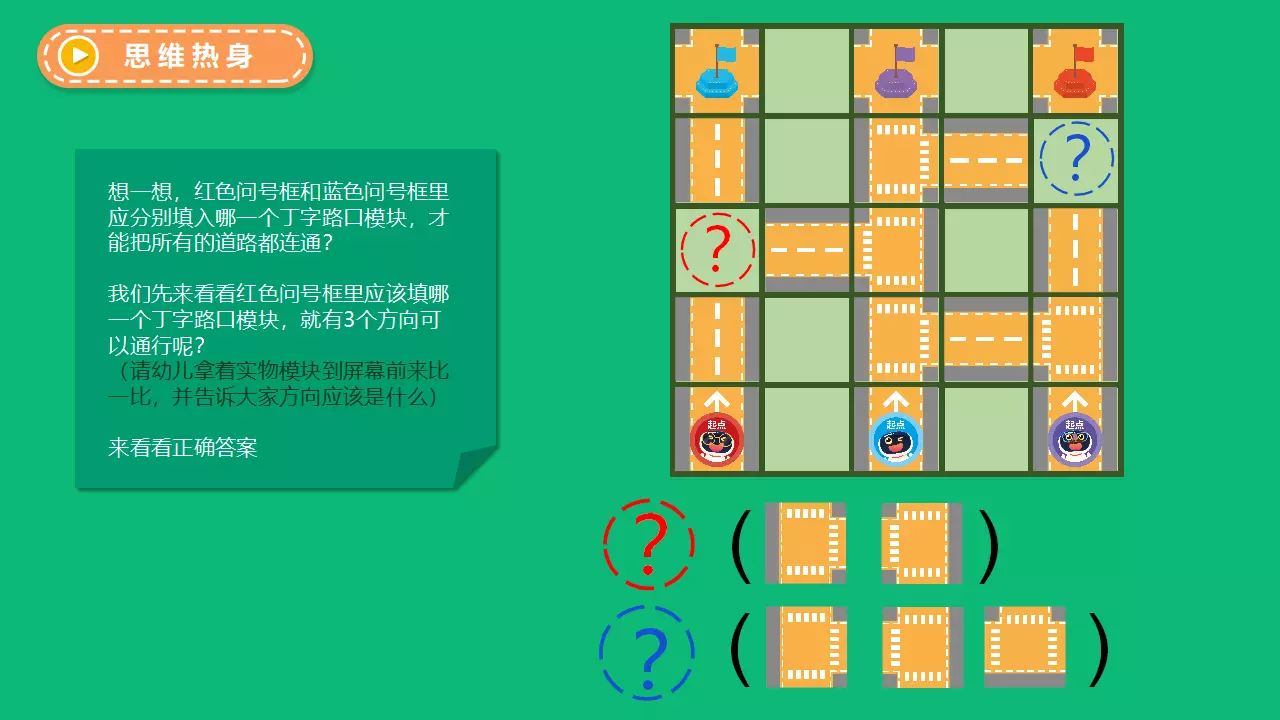 思维热身
想一想，红色问号框和蓝色问号框里
应分别填入哪一个丁字路口模块，才
能把所有的道路都连通？
我们先来看看红色问号框里应该填哪
一个丁字路口模块，就有3个方向可
以通行呢？
（请幼儿拿着实物模块到屏幕前来比
一比，并告诉大家方向应该是什么）
来看看正确答案
?
?
起点
起点
起点
? ( )
? ( )